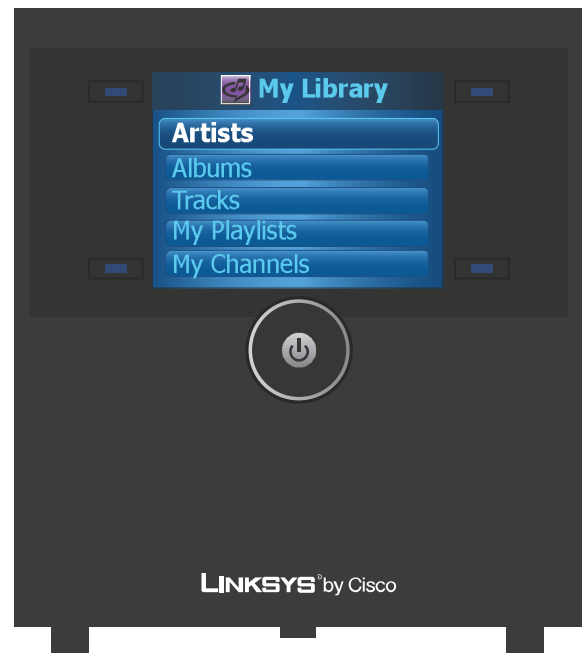 My Library
Artists
Albums
Tracks
My Playlists
My Channels
LINKSYS by Cisco